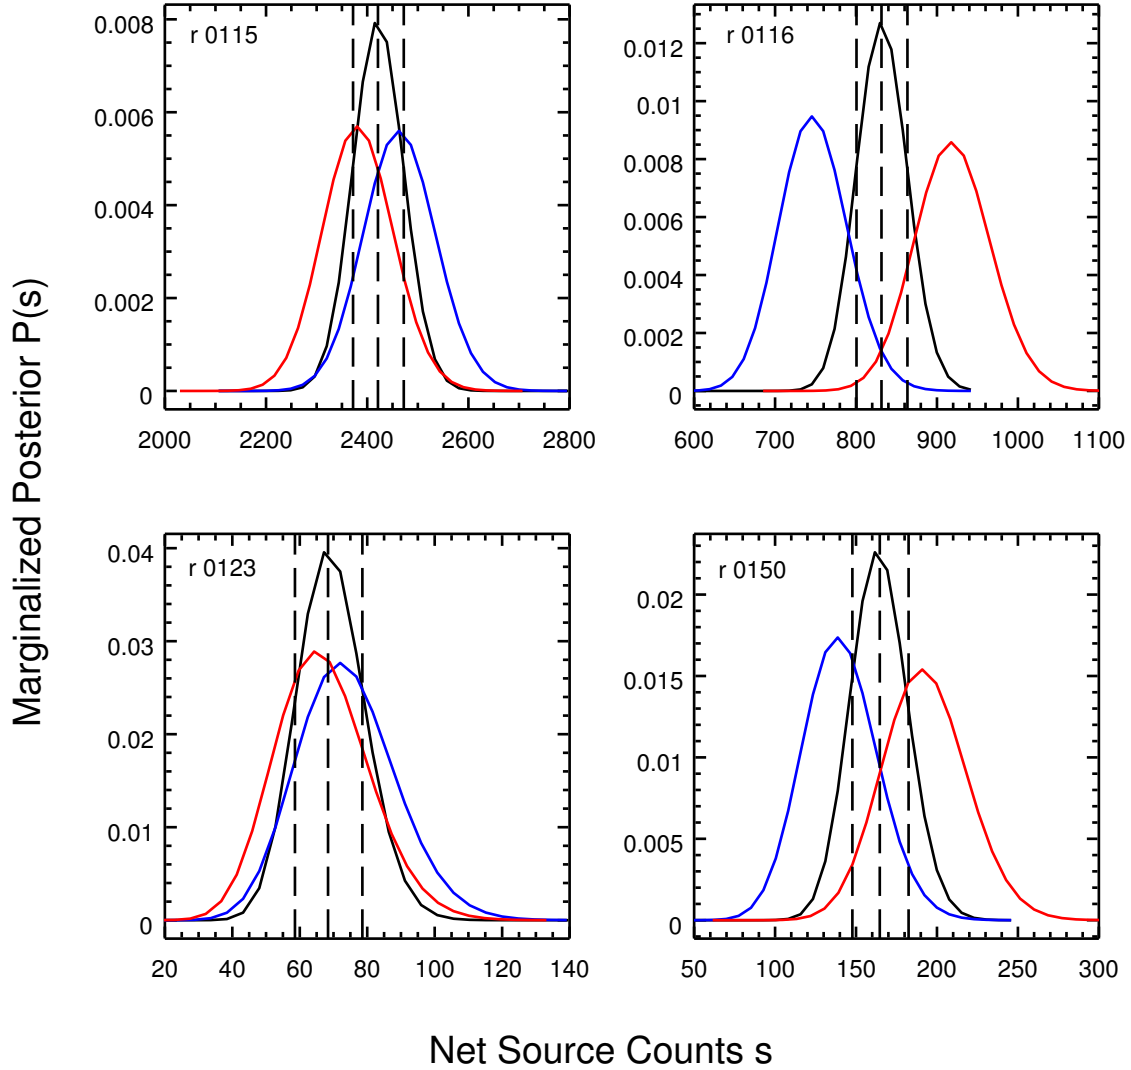 Marginalized Posterior P(s)
r 0115
0.008
0.006
0.004
0.002
0
2000 2200 2400 2600 2800
r 0116
0.012
0.01
0.008
0.006
0.004
0.002
0
600 700 800 900 1000 1100
r 0123
0.04
0.03
0.02
0.01
0
20 40 60 80 100 120 140
r 0150
0.02
0.015
0.01
0.005
0
50 100 150 200 250 300
Net Source Counts s